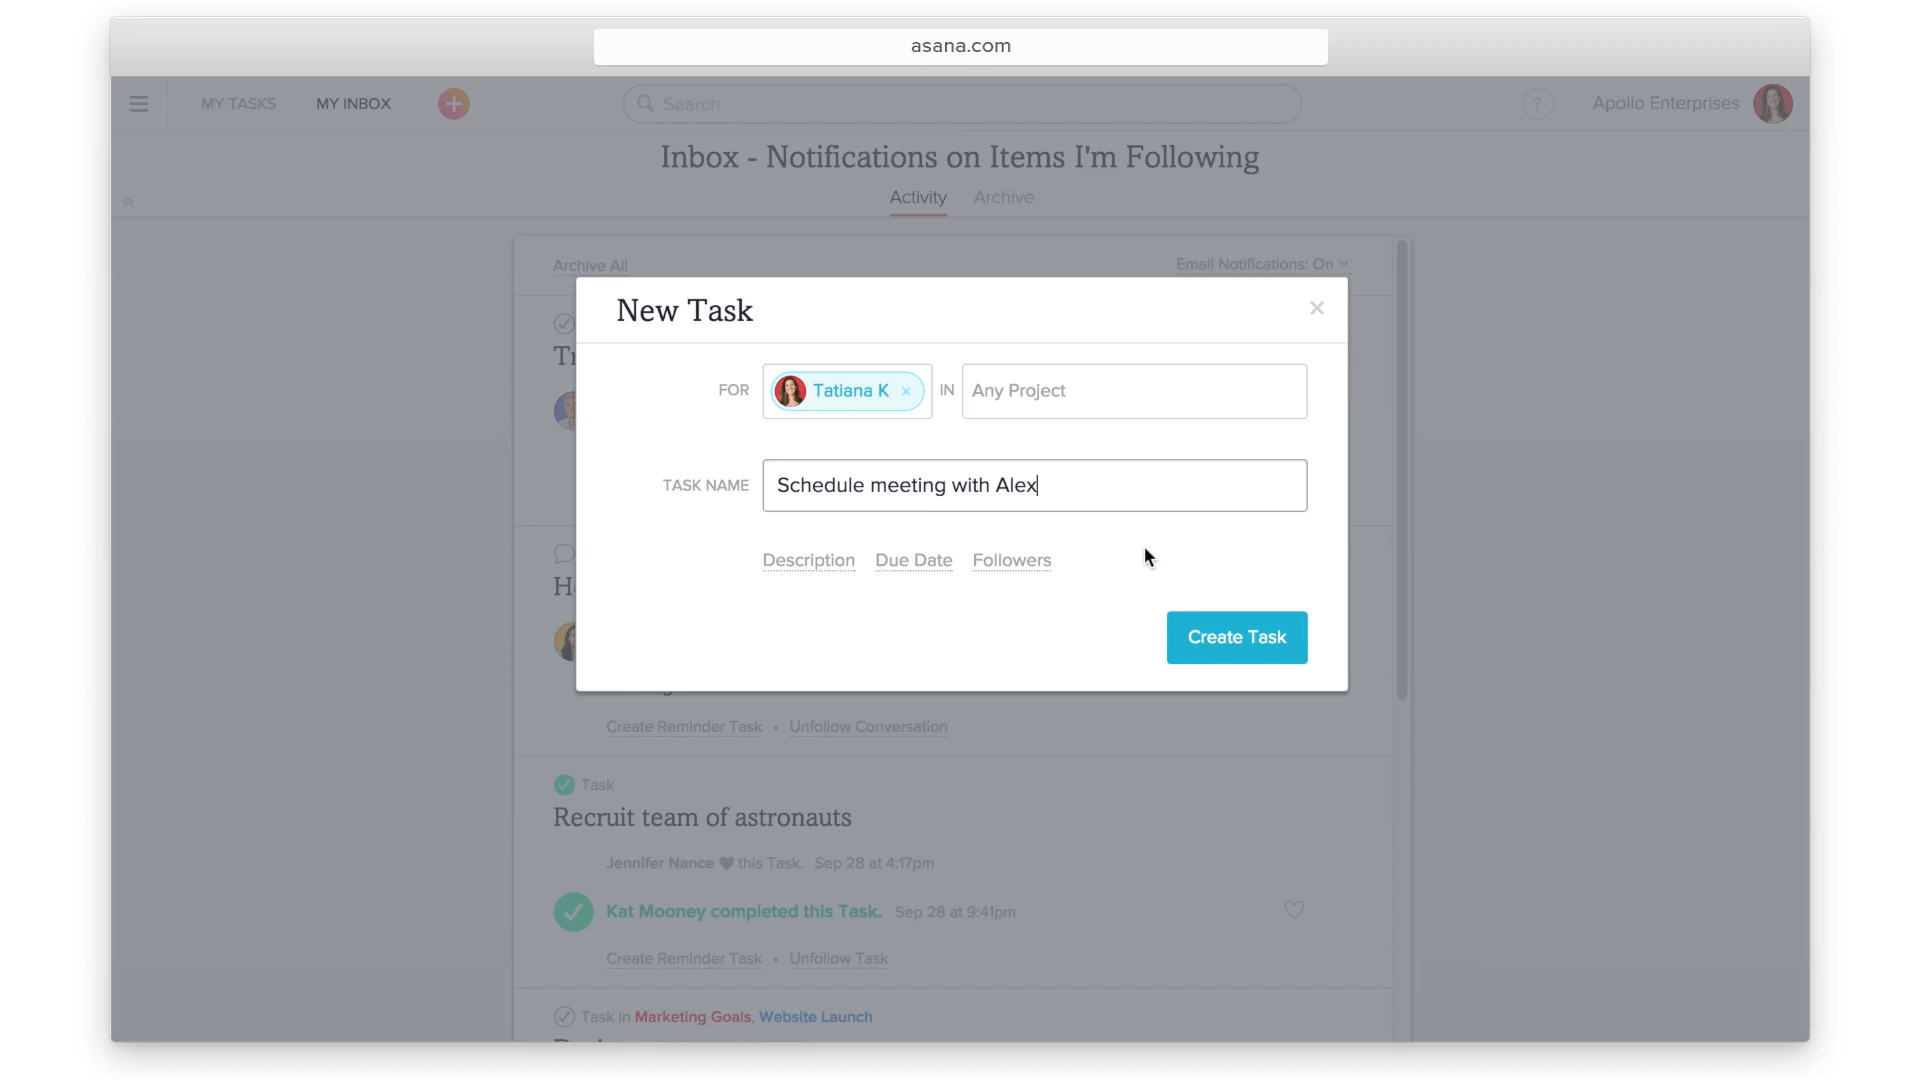 asana.com
MY TASKS
MY INBOX
Search
?
Apollo Enterprises
Inbox - Notifications on Items I'm Following
Activity
Archive
Archive All
Email Notifications: On
New Task
FOR
Tatiana K
IN
Any Project
TASK NAME
Schedule meeting with Alex
Description
Due Date
Followers
Create Task
Create Reminder Task • Unfollow Conversation
Task
Recruit team of astronauts
Jennifer Nance ♥ this Task. Sep 28 at 4:17pm
Kat Mooney completed this Task. Sep 28 at 9:41pm
Create Reminder Task • Unfollow Task
Task in Marketing Goals, Website Launch